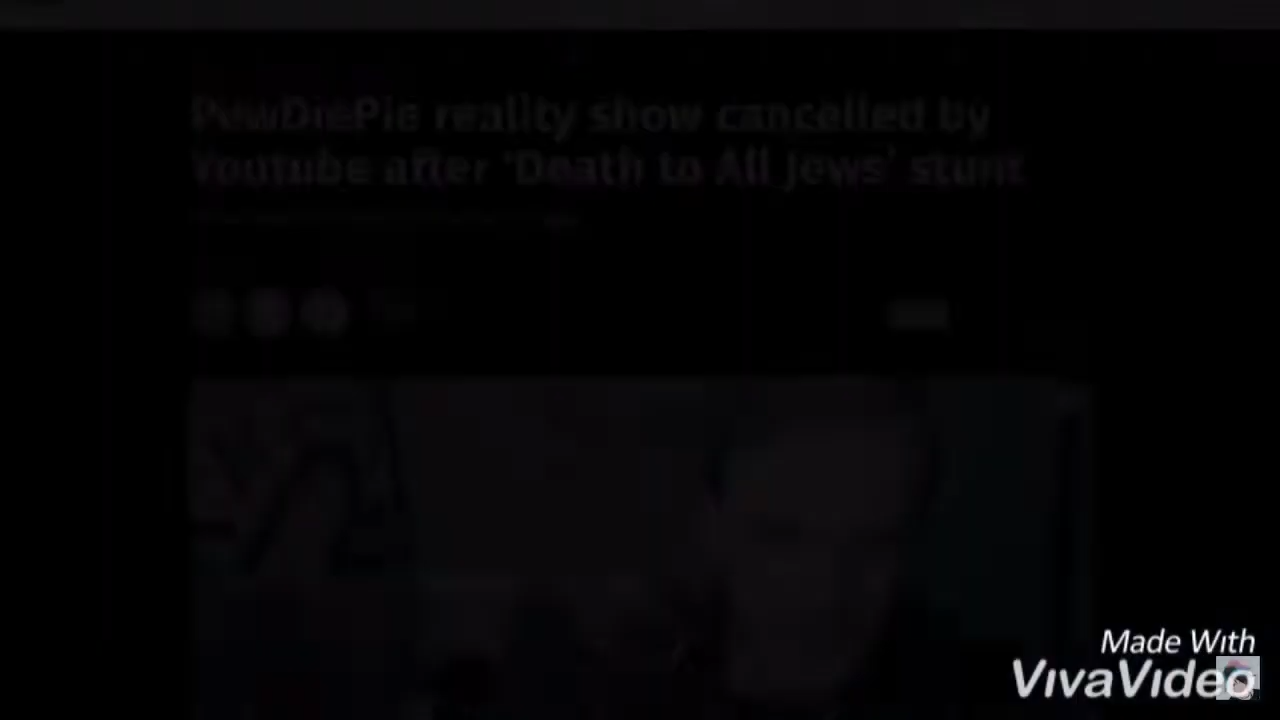 PewDiePie reality show cancelled by
Youtube after 'Death to All Jews' stunt
Made With
VivaVideo